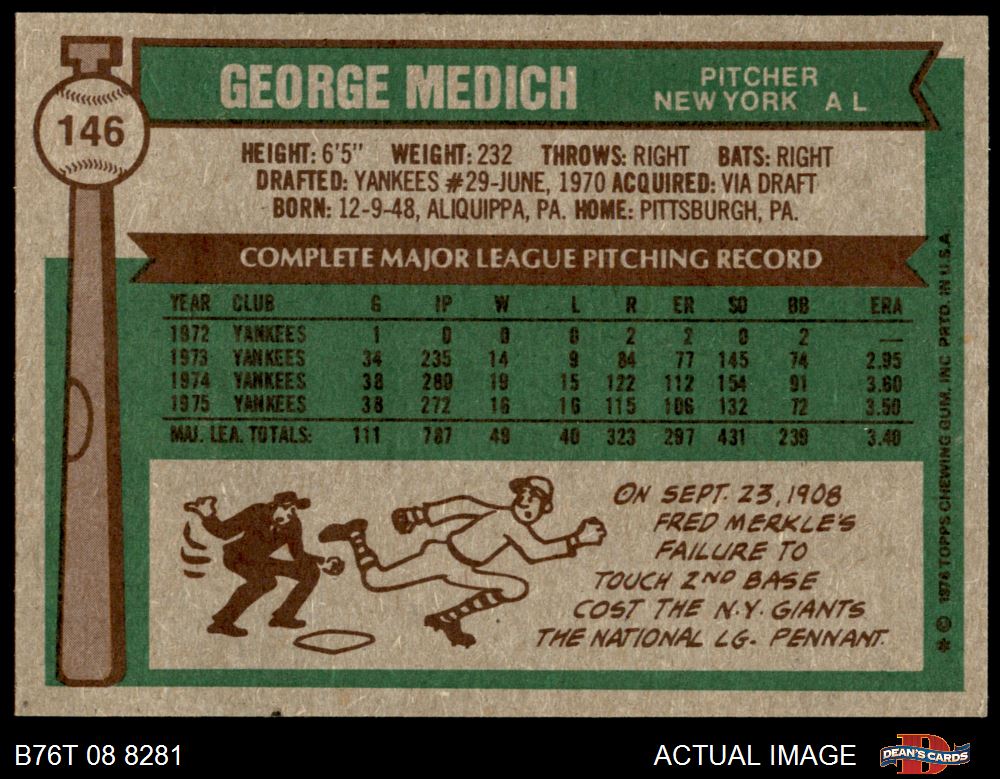 146
GEORGE MEDICH
PITCHER
NEW YORK A L
HEIGHT: 6'5" WEIGHT: 232 THROWS: RIGHT BATS: RIGHT
DRAFTED: YANKEES #29-JUNE, 1970 ACQUIRED: VIA DRAFT
BORN: 12-9-48, ALIQUIPPA, PA. HOME: PITTSBURGH, PA.
COMPLETE MAJOR LEAGUE PITCHING RECORD
YEAR CLUB G IP W L R ER SO BB ERA
1972 YANKEES 1 0 0 0 2 2 0 2 —
1973 YANKEES 34 235 14 9 84 77 145 74 2.95
1974 YANKEES 38 280 19 15 122 112 154 91 3.60
1975 YANKEES 38 272 16 16 115 106 132 72 3.50
MAJ. LEA. TOTALS: 111 787 49 40 323 297 431 239 3.40
ON SEPT. 23, 1908
FRED MERKLE'S
FAILURE TO
TOUCH 2ND BASE
COST THE N.Y. GIANTS
THE NATIONAL LG. PENNANT.
* © 1976 TOPPS CHEWING GUM, INC PRTD. IN U.S.A.
B76T 08 8281
ACTUAL IMAGE
DEAN'S CARDS